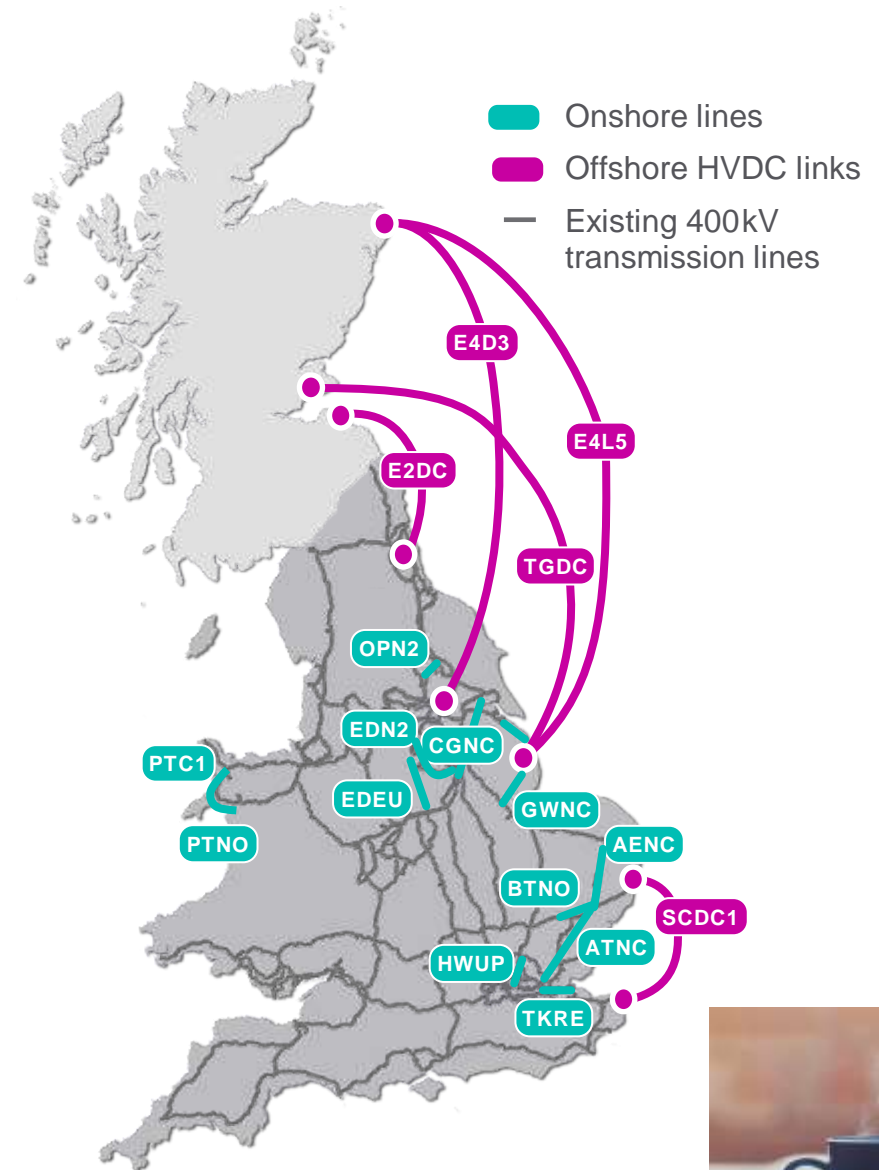 Onshore lines
Offshore HVDC links
Existing 400kV
transmission lines
E4D3
E4L5
E2DC
TGDC
OPN2
EDN2
CGNC
PTC1
EDEU
GWNC
PTNO
AENC
BTNO
SCDC1
ATNC
HWUP
TKRE